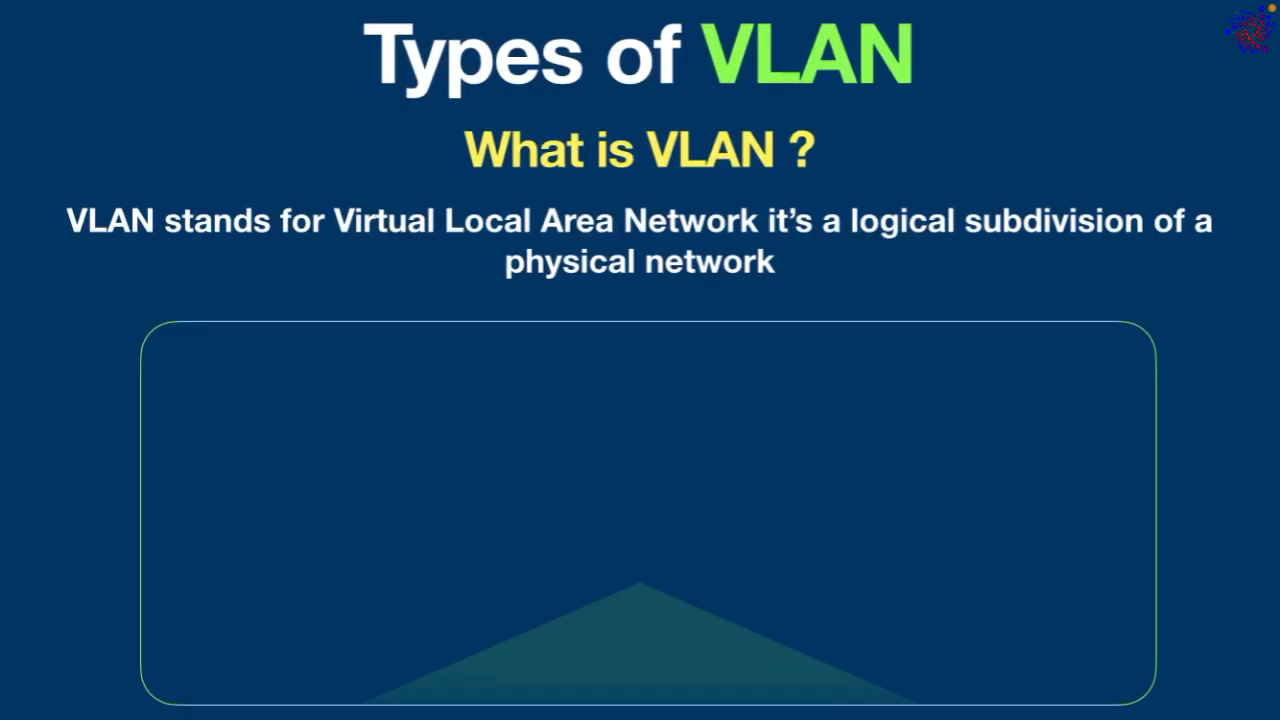 Types of VLAN
What is VLAN ?
VLAN stands for Virtual Local Area Network it’s a logical subdivision of a
physical network